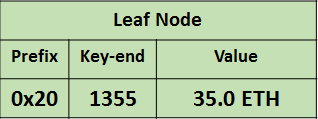 Leaf Node
Prefix Key-end Value
0x20 1355 35.0 ETH